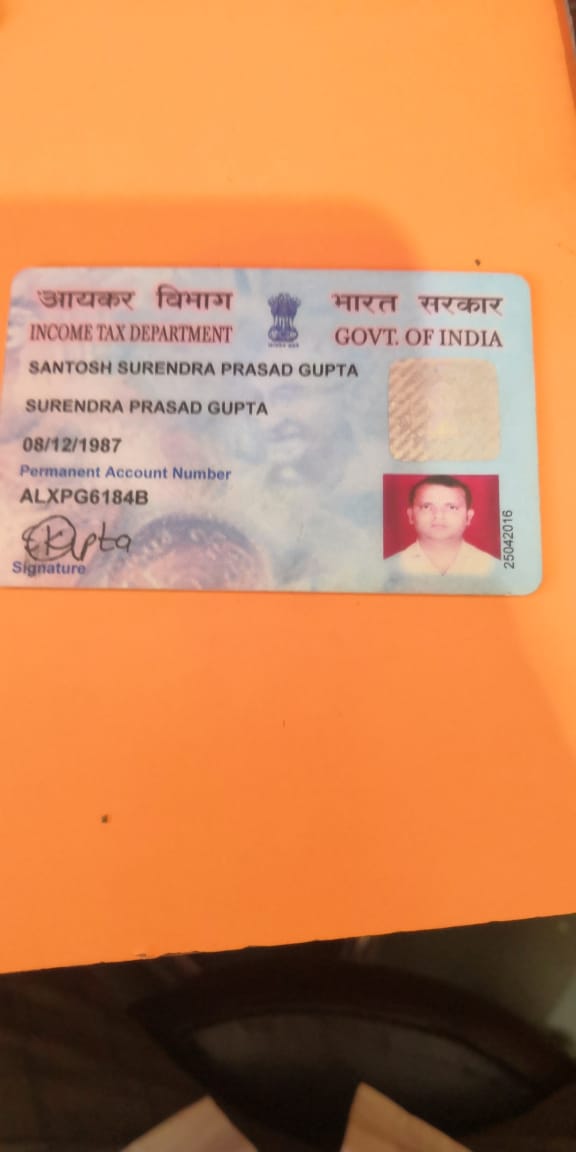 आयकर विभाग
INCOME TAX DEPARTMENT
भारत सरकार
GOVT. OF INDIA
SANTOSH SURENDRA PRASAD GUPTA
SURENDRA PRASAD GUPTA
08/12/1987
Permanent Account Number
ALXPG6184B
Signature
25042016